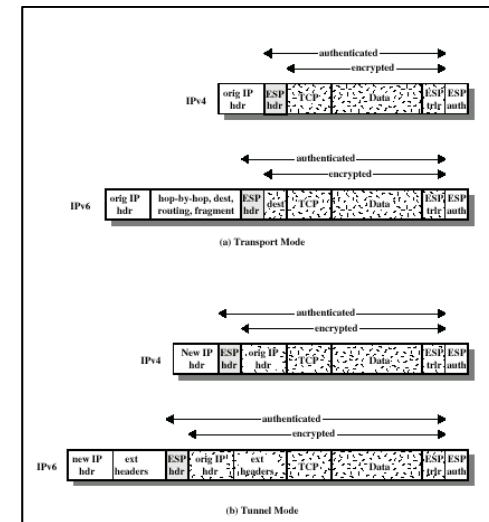 authenticated
encrypted
IPv4
orig IP hdr
ESP hdr
TCP
Data
ESP trlr
ESP auth
authenticated
encrypted
IPv6
orig IP hdr
hop-by-hop, dest, routing, fragment
ESP hdr
dest
TCP
Data
ESP trlr
ESP auth
(a) Transport Mode
authenticated
encrypted
IPv4
New IP hdr
ESP hdr
orig IP hdr
TCP
Data
ESP trlr
ESP auth
authenticated
encrypted
IPv6
new IP hdr
ext headers
ESP hdr
orig IP hdr
ext headers
TCP
Data
ESP trlr
ESP auth
(b) Tunnel Mode